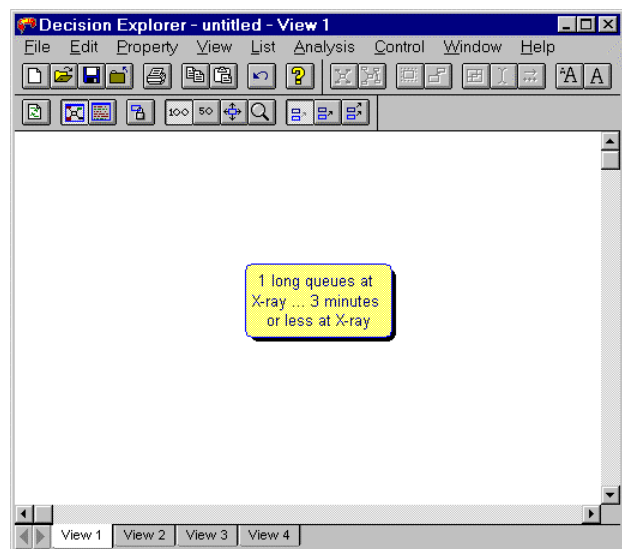 Decision Explorer - untitled - View 1
File Edit Property View List Analysis Control Window Help
A A
100 50
1 long queues at
X-ray ... 3 minutes
or less at X-ray
View 1 View 2 View 3 View 4